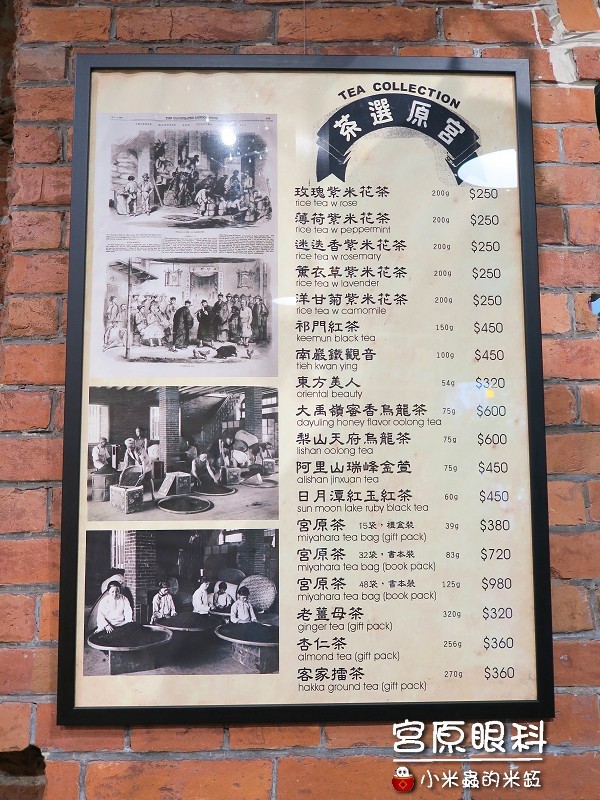 TEA COLLECTION
茶選原宮
玫瑰紫米花茶 200g $250
rice tea w rose
薄荷紫米花茶 200g $250
rice tea w peppermint
迷迭香紫米花茶 200g $250
rice tea w rosemary
薰衣草紫米花茶 200g $250
rice tea w lavender
洋甘菊紫米花茶 200g $250
rice tea w camomile
祁門紅茶 150g $450
keemun black tea
南巖鐵觀音 100g $450
tieh kwan ying
東方美人 54g $320
oriental beauty
大禹嶺蜜香烏龍茶 75g $600
dayuling honey flavor oolong tea
梨山天府烏龍茶 75g $600
lishan oolong tea
阿里山瑞峰金萱 75g $450
alishan jinxuan tea
日月潭紅玉紅茶 60g $450
sun moon lake ruby black tea
宮原茶 15袋，禮盒裝 39g $380
miyahara tea bag (gift pack)
宮原茶 32袋，書本裝 83g $720
miyahara tea bag (book pack)
宮原茶 48袋，書本裝 125g $980
miyahara tea bag (book pack)
老薑母茶 320g $320
ginger tea (gift pack)
杏仁茶 256g $360
almond tea (gift pack)
客家擂茶 270g $360
hakka ground tea (gift pack)
宮原眼科
小米蟲的米缸